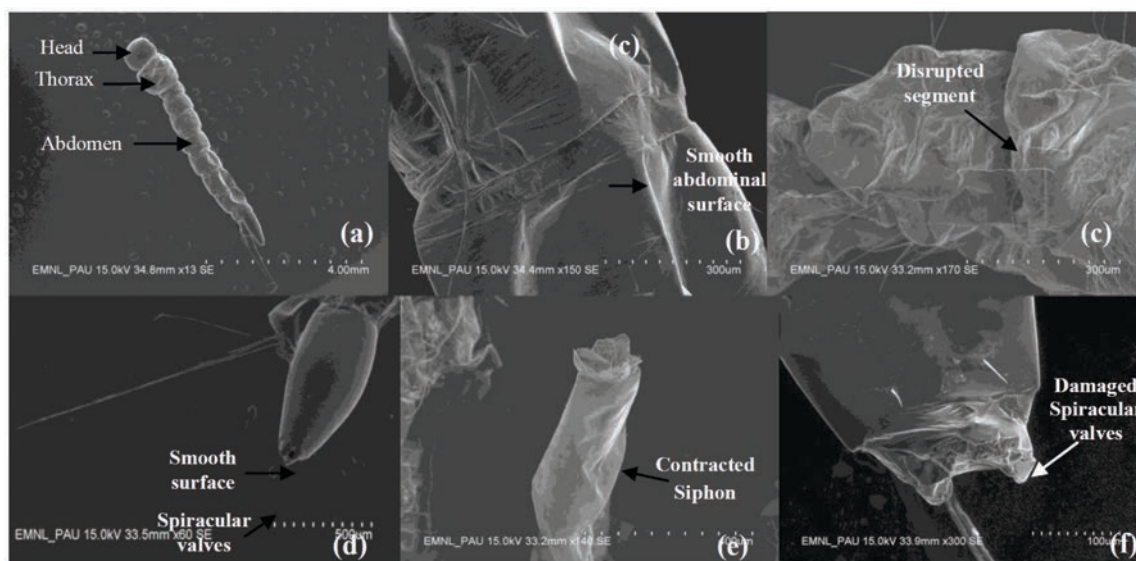 Head
Thorax
Abdomen
(a)
EMNL_PAU 15.0kV 34.8mm x13 SE
4.00mm
(c)
Smooth
abdominal
surface
(b)
EMNL_PAU 15.0kV 34.4mm x150 SE
300um
Disrupted
segment
(c)
EMNL_PAU 15.0kV 33.2mm x170 SE
300um
Smooth
surface
Spiracular
valves
(d)
EMNL_PAU 15.0kV 33.5mm x60 SE
500um
Contracted
Siphon
(e)
EMNL_PAU 15.0kV 33.2mm x140 SE
400um
Damaged
Spiracular
valves
(f)
EMNL_PAU 15.0kV 33.9mm x300 SE
100um